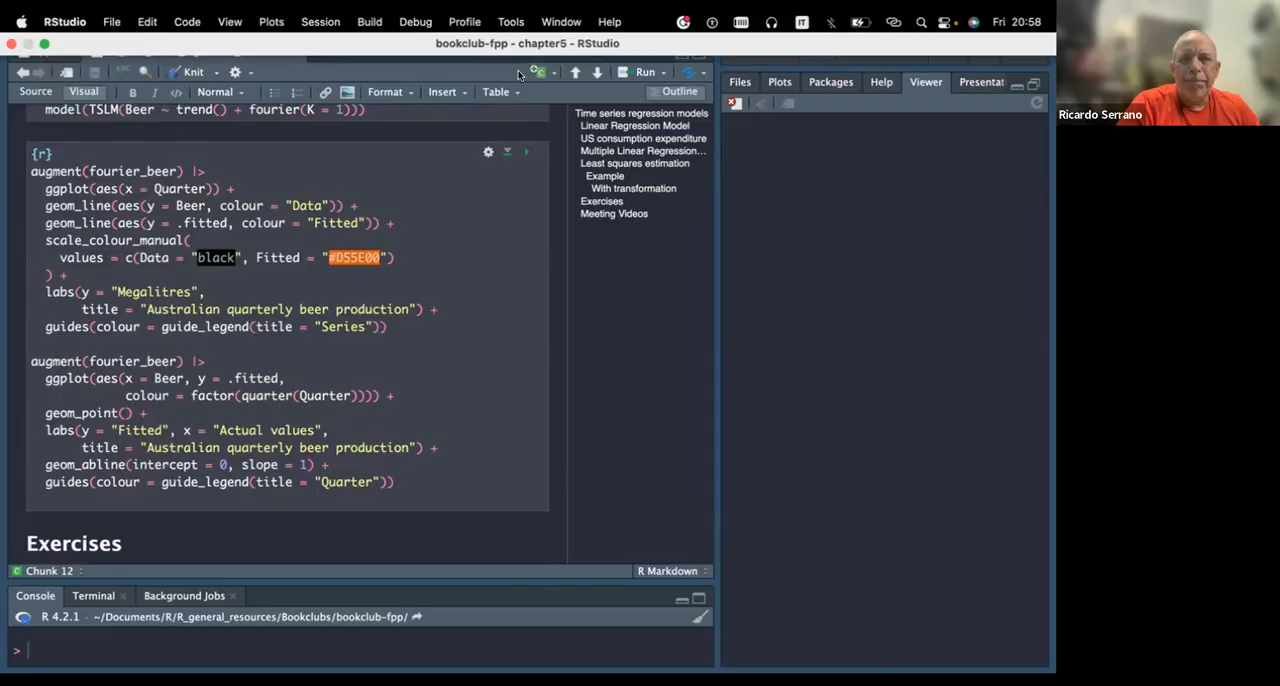 RStudio File Edit Code View Plots Session Build Debug Profile Tools Window Help Fri 20:58
bookclub-fpp - chapter5 - RStudio
Knit Run
Files Plots Packages Help Viewer Presentat
Source Visual B I Normal Format Insert Table Outline
model(TSLM(Beer ~ trend() + fourier(K = 1)))
{r}
augment(fourier_beer) |>
ggplot(aes(x = Quarter)) +
geom_line(aes(y = Beer, colour = "Data")) +
geom_line(aes(y = .fitted, colour = "Fitted")) +
scale_colour_manual(
values = c(Data = "black", Fitted = "#D55E00")
) +
labs(y = "Megalitres",
title = "Australian quarterly beer production") +
guides(colour = guide_legend(title = "Series"))
augment(fourier_beer) |>
ggplot(aes(x = Beer, y = .fitted,
colour = factor(quarter(Quarter)))) +
geom_point() +
labs(y = "Fitted", x = "Actual values",
title = "Australian quarterly beer production") +
geom_abline(intercept = 0, slope = 1) +
guides(colour = guide_legend(title = "Quarter"))
Exercises
Time series regression models
Linear Regression Model
US consumption expenditure
Multiple Linear Regression...
Least squares estimation
Example
With transformation
Exercises
Meeting Videos
Chunk 12 R Markdown
Console Terminal Background Jobs
R 4.2.1 · ~/Documents/R/R_general_resources/Bookclubs/bookclub-fpp/
>
Ricardo Serrano